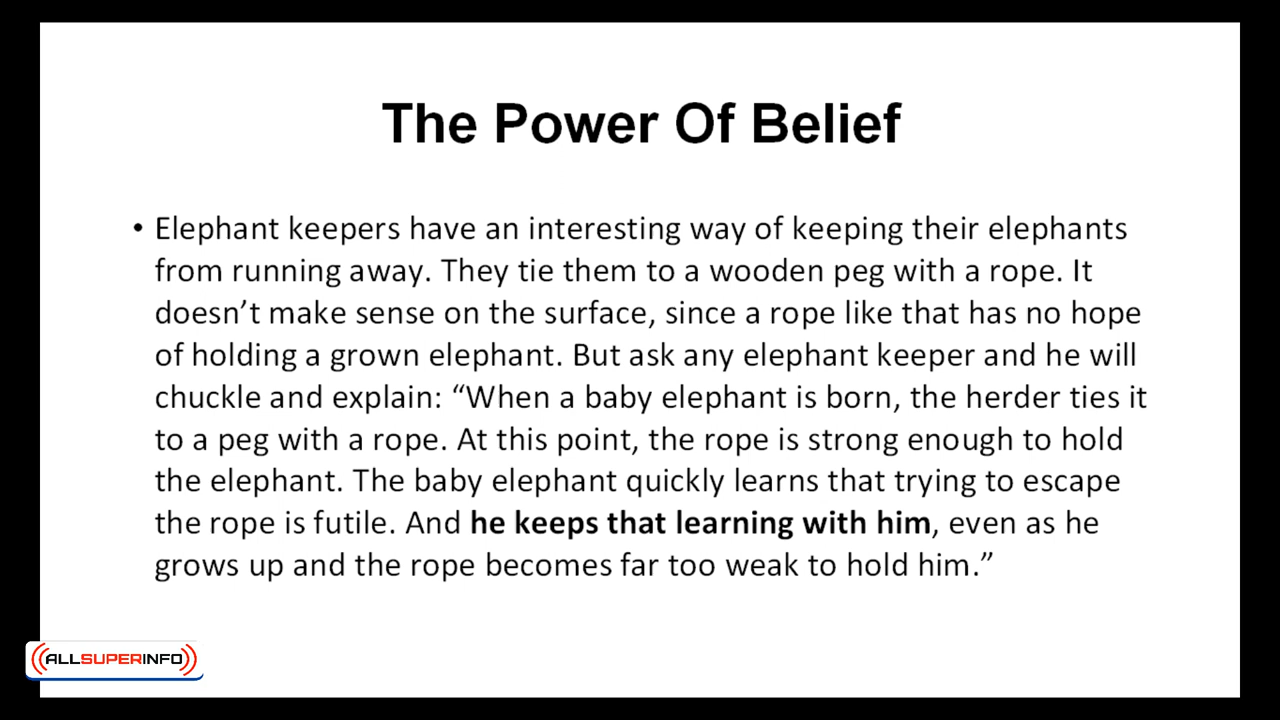 The Power Of Belief
• Elephant keepers have an interesting way of keeping their elephants
from running away. They tie them to a wooden peg with a rope. It
doesn’t make sense on the surface, since a rope like that has no hope
of holding a grown elephant. But ask any elephant keeper and he will
chuckle and explain: “When a baby elephant is born, the herder ties it
to a peg with a rope. At this point, the rope is strong enough to hold
the elephant. The baby elephant quickly learns that trying to escape
the rope is futile. And he keeps that learning with him, even as he
grows up and the rope becomes far too weak to hold him.”
ALLSUPERINFO